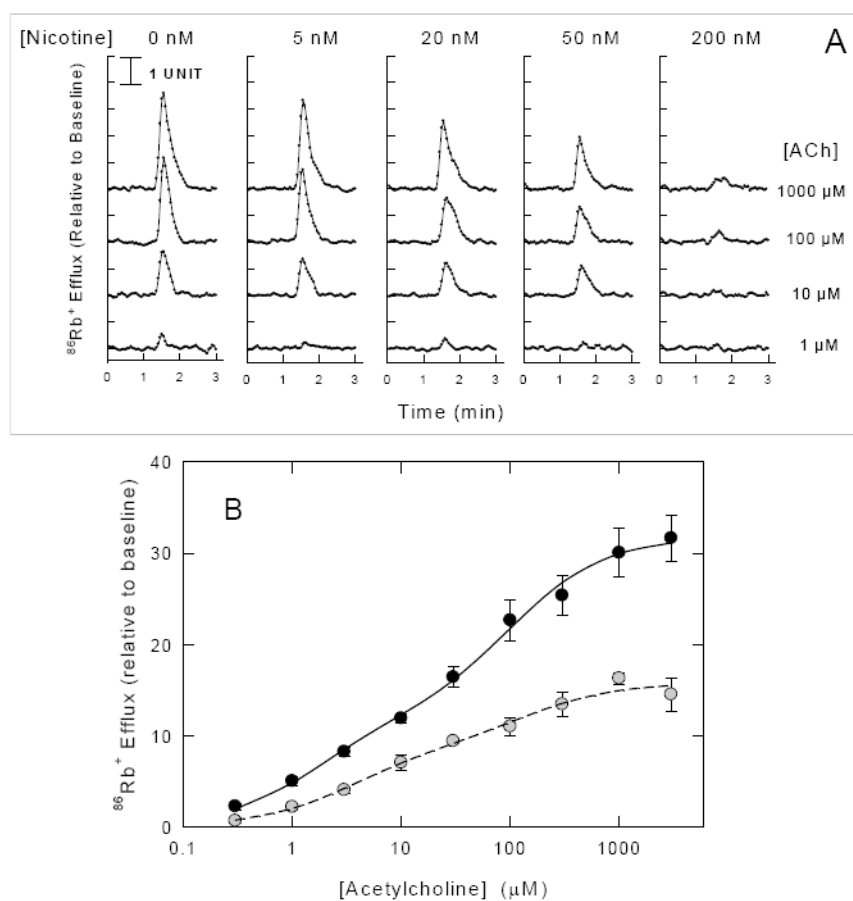 [Nicotine] 0 nM 5 nM 20 nM 50 nM 200 nM A
1 UNIT
[ACh]
1000 µM
100 µM
10 µM
1 µM
⁸⁶Rb⁺ Efflux (Relative to Baseline)
0 1 2 3 0 1 2 3 0 1 2 3 0 1 2 3 0 1 2 3
Time (min)
B
40
30
20
10
0
⁸⁶Rb⁺ Efflux (relative to baseline)
0.1 1 10 100 1000
[Acetylcholine] (µM)